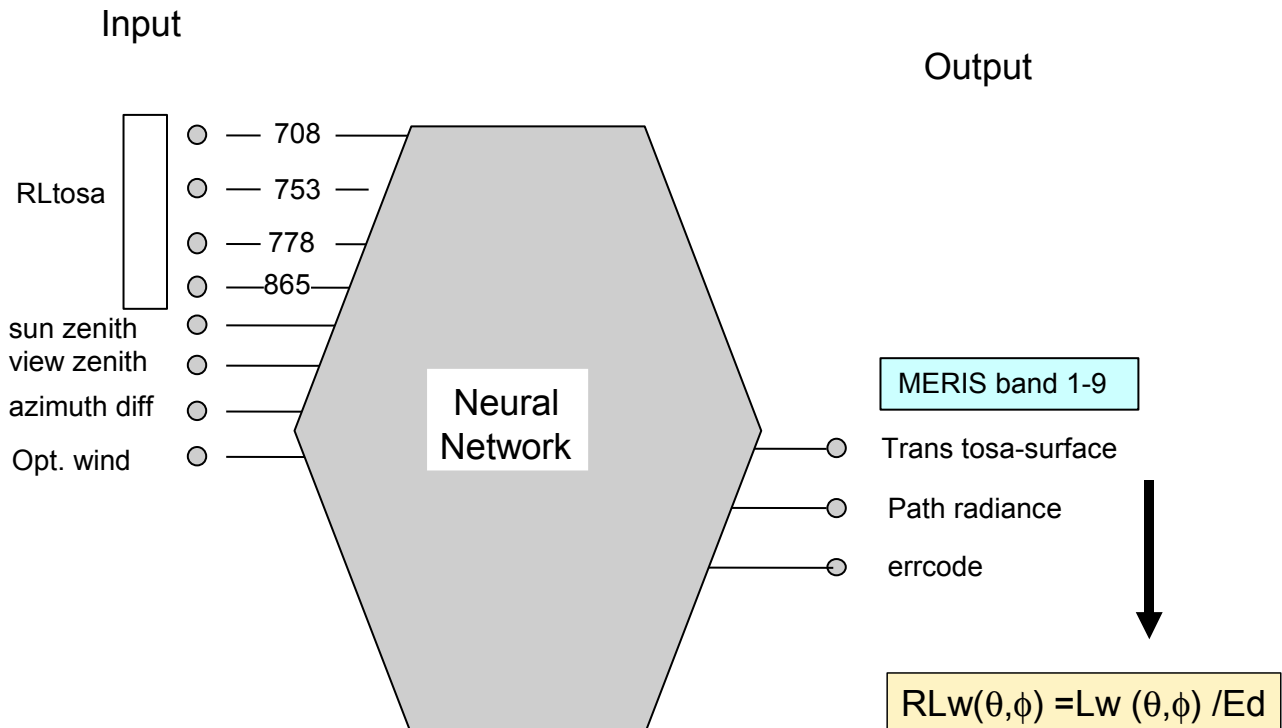 Input
Output
708
RLtosa
753
778
865
sun zenith
view zenith
azimuth diff
Opt. wind
Neural
Network
MERIS band 1-9
Trans tosa-surface
Path radiance
errcode
RLw(θ,φ) =Lw (θ,φ) /Ed